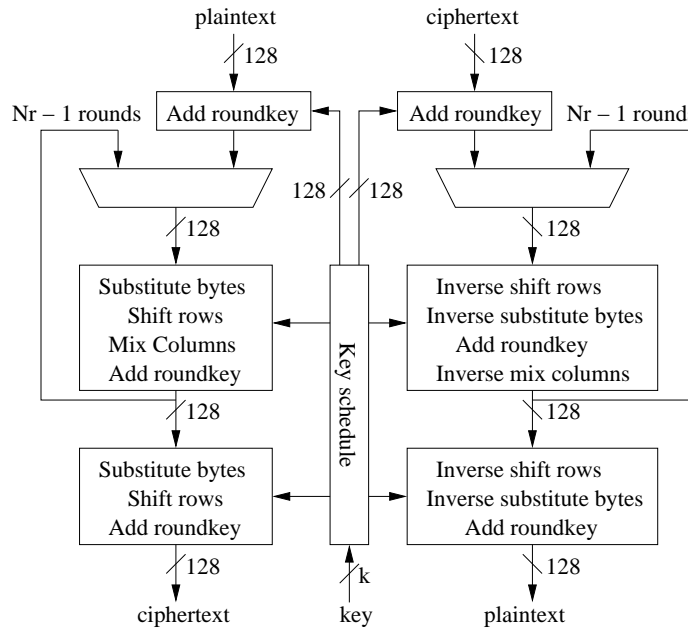 plaintext
ciphertext
128
128
Nr − 1 rounds
Add roundkey
Add roundkey
Nr − 1 rounds
128
128
128
128
Substitute bytes
Shift rows
Mix Columns
Add roundkey
Key schedule
Inverse shift rows
Inverse substitute bytes
Add roundkey
Inverse mix columns
128
128
Substitute bytes
Shift rows
Add roundkey
Inverse shift rows
Inverse substitute bytes
Add roundkey
128
k
128
ciphertext
key
plaintext